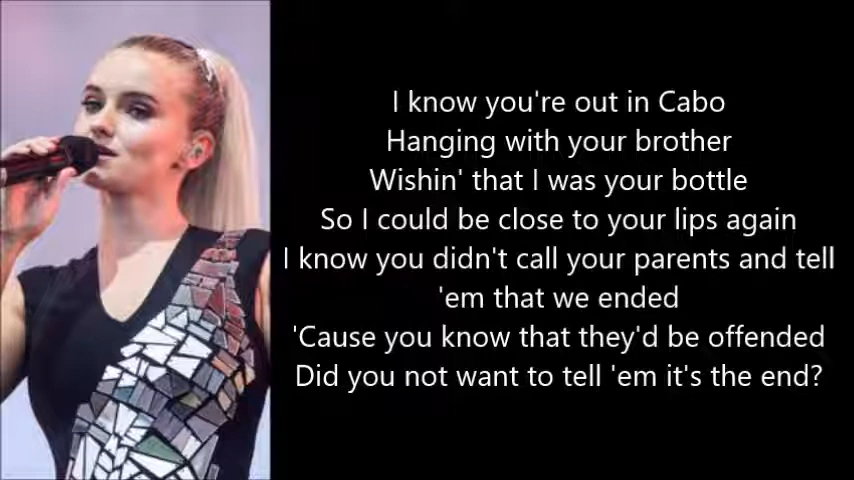 I know you're out in Cabo
Hanging with your brother
Wishin' that I was your bottle
So I could be close to your lips again
I know you didn't call your parents and tell
'em that we ended
'Cause you know that they'd be offended
Did you not want to tell 'em it's the end?